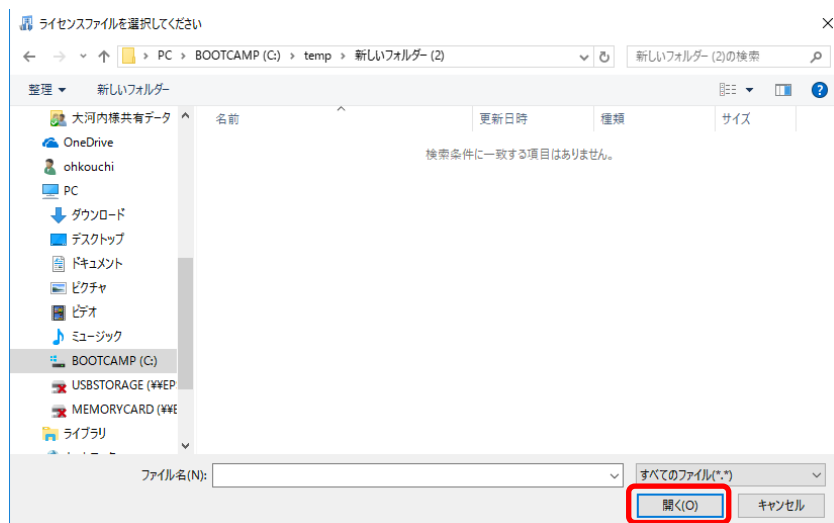 ライセンスファイルを選択してください
PC > BOOTCAMP (C:) > temp > 新しいフォルダー (2)
新しいフォルダー (2)の検索
整理
新しいフォルダー
名前
更新日時
種類
サイズ
検索条件に一致する項目はありません。
大河内様共有データ
OneDrive
ohkouchi
PC
ダウンロード
デスクトップ
ドキュメント
ピクチャ
ビデオ
ミュージック
BOOTCAMP (C:)
USBSTORAGE (¥¥EP
MEMORYCARD (¥¥E
ライブラリ
ファイル名(N):
すべてのファイル(*.*)
開く(O)
キャンセル